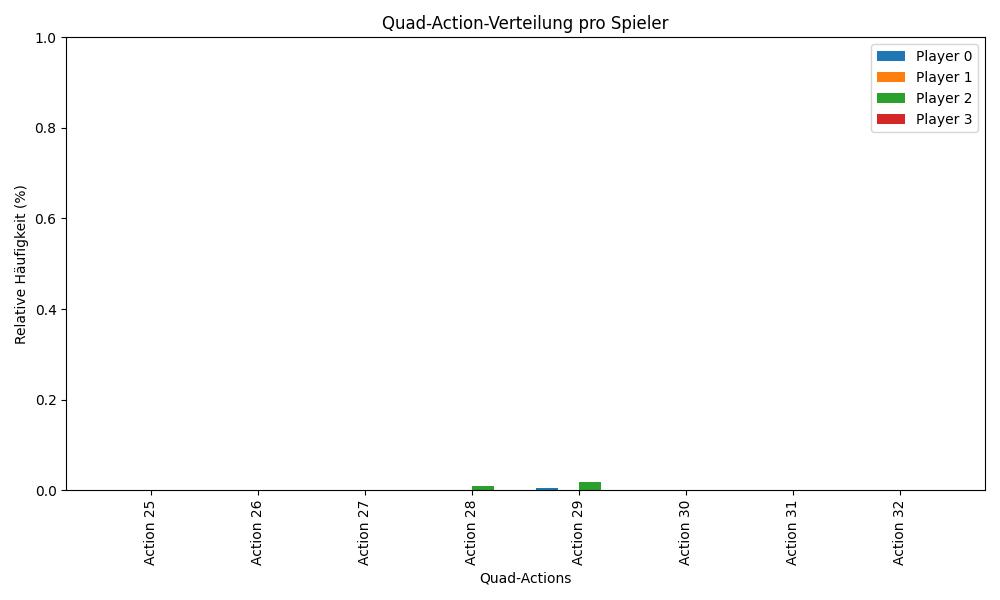 Quad-Action-Verteilung pro Spieler
Relative Häufigkeit (%)
1.0
0.8
0.6
0.4
0.2
0.0
Player 0
Player 1
Player 2
Player 3
Action 25
Action 26
Action 27
Action 28
Action 29
Action 30
Action 31
Action 32
Quad-Actions